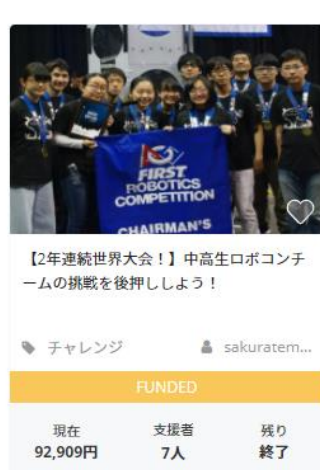 FIRST
ROBOTICS
COMPETITION
CHAIRMAN'S
【2年連続世界大会！】中高生ロボコンチ
ームの挑戦を後押ししよう！
チャレンジ sakuratem...
FUNDED
現在 支援者 残り
92,909円 7人 終了